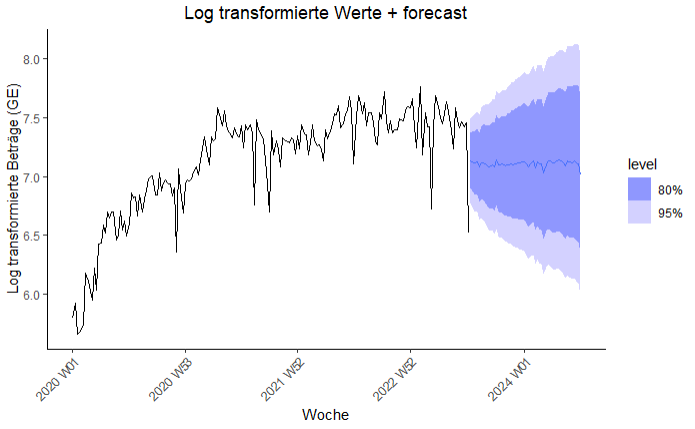 Log transformierte Werte + forecast
Log transformierte Beträge (GE)
8.0
7.5
7.0
6.5
6.0
2020 W01
2020 W53
2021 W52
2022 W52
2024 W01
Woche
level
80%
95%